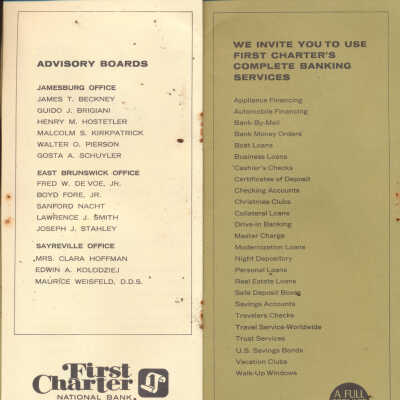 ADVISORY BOARDS
JAMESBURG OFFICE
JAMES T. BECKNEY
GUIDO J. BRIGIANI
HENRY M. HOSTETLER
MALCOLM S. KIRKPATRICK
WALTER O. PIERSON
GOSTA A. SCHUYLER
EAST BRUNSWICK OFFICE
FRED W. DE VOE, JR.
BOYD FORE, JR.
SANFORD NACHT
LAWRENCE J. SMITH
JOSEPH J. STAHLEY
SAYREVILLE OFFICE
MRS. CLARA HOFFMAN
EDWIN A. KOLODZIEJ
MAURICE WEISFELD, D.D.S.
First
Charter
NATIONAL BANK
WE INVITE YOU TO USE
FIRST CHARTER'S
COMPLETE BANKING
SERVICES
Appliance Financing
Automobile Financing
Bank-By-Mail
Bank Money Orders
Boat Loans
Business Loans
Cashier's Checks
Certificates of Deposit
Checking Accounts
Christmas Clubs
Collateral Loans
Drive-in Banking
Master Charge
Modernization Loans
Night Depository
Personal Loans
Real Estate Loans
Safe Deposit Boxes
Savings Accounts
Travelers Checks
Travel Service-Worldwide
Trust Services
U.S. Savings Bonds
Vacation Clubs
Walk-Up Windows
A FULL